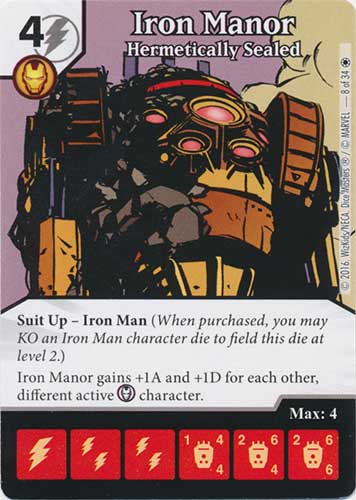 4
Iron Manor
Hermetically Sealed
© 2016. WizKids/NECA. Dice Masters ® / © MARVEL — 8 of 34
Suit Up – Iron Man (When purchased, you may
KO an Iron Man character die to field this die at
level 2.)
Iron Manor gains +1A and +1D for each other,
different active character.
Max: 4
1 4 4
2 6 4
2 6 6